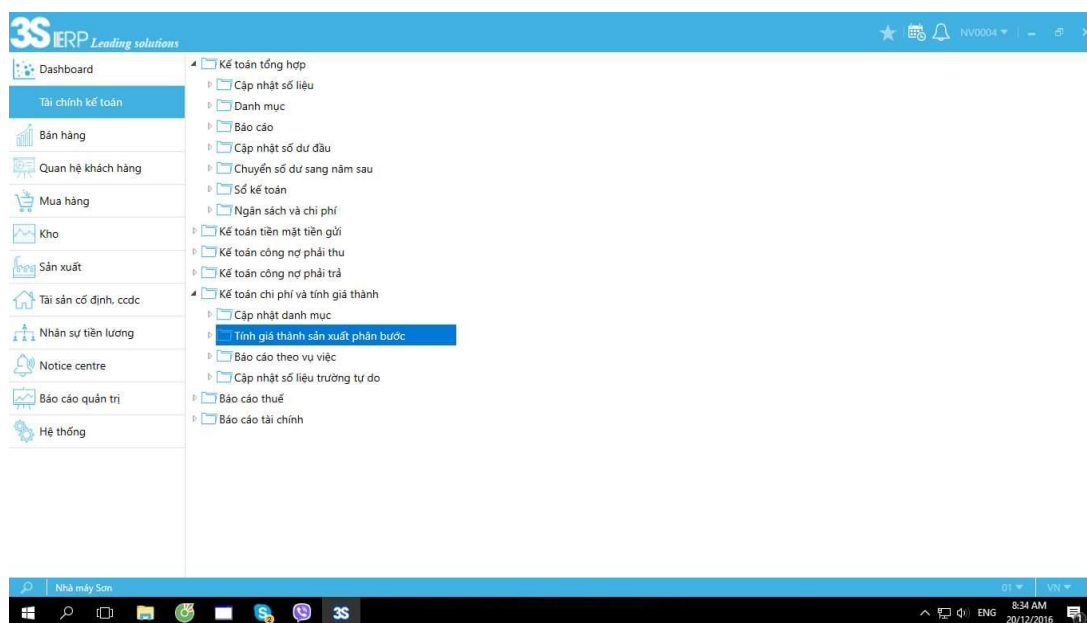 3S ERP Leading solutions
NV0004
Dashboard
Tài chính kế toán
Bán hàng
Quan hệ khách hàng
Mua hàng
Kho
Sản xuất
Tài sản cố định, ccdc
Nhân sự tiền lương
Notice centre
Báo cáo quản trị
Hệ thống
Kế toán tổng hợp
Cập nhật số liệu
Danh mục
Báo cáo
Cập nhật số dư đầu
Chuyển số dư sang năm sau
Sổ kế toán
Ngân sách và chi phí
Kế toán tiền mặt tiền gửi
Kế toán công nợ phải thu
Kế toán công nợ phải trả
Kế toán chi phí và tính giá thành
Cập nhật danh mục
Tính giá thành sản xuất phân bước
Báo cáo theo vụ việc
Cập nhật số liệu trường tự do
Báo cáo thuế
Báo cáo tài chính
Nhà máy Sơn
01 VN
3S
ENG
8:34 AM
20/12/2016